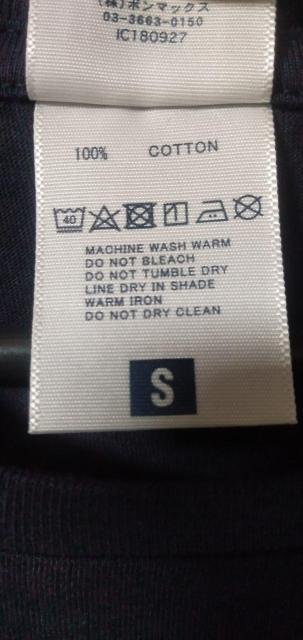 (株)ボンマックス
03-3663-0150
IC180927
100% COTTON
40
MACHINE WASH WARM
DO NOT BLEACH
DO NOT TUMBLE DRY
LINE DRY IN SHADE
WARM IRON
DO NOT DRY CLEAN
S